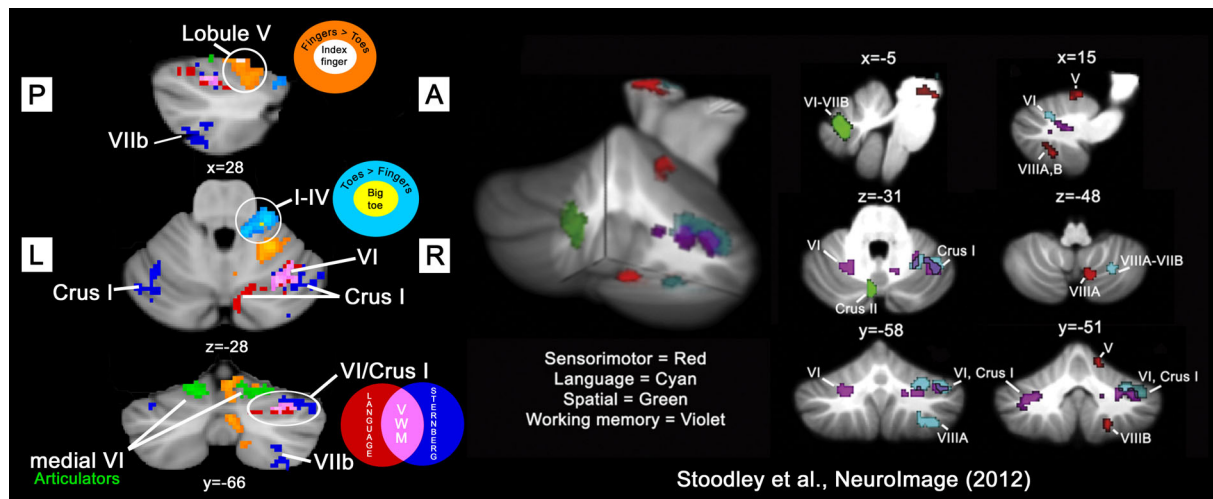 Lobule V
Fingers > Toes
Index
finger
P
A
VIIb
x=28
Toes > Fingers
Big
toe
I-IV
L
R
VI
Crus I
Crus I
z=-28
VI/Crus I
LANGUAGE
VWM
STERNBERG
medial VI
Articulators
VIIb
y=-66
Sensorimotor = Red
Language = Cyan
Spatial = Green
Working memory = Violet
x=-5
VI-VIIB
x=15
V
VI
VIIIA,B
z=-31
VI
Crus I
Crus II
z=-48
VIIIA-VIIB
VIIIA
y=-58
VI
VI, Crus I
VIIIA
y=-51
V
VI, Crus I
VIIIB
Stoodley et al., NeuroImage (2012)